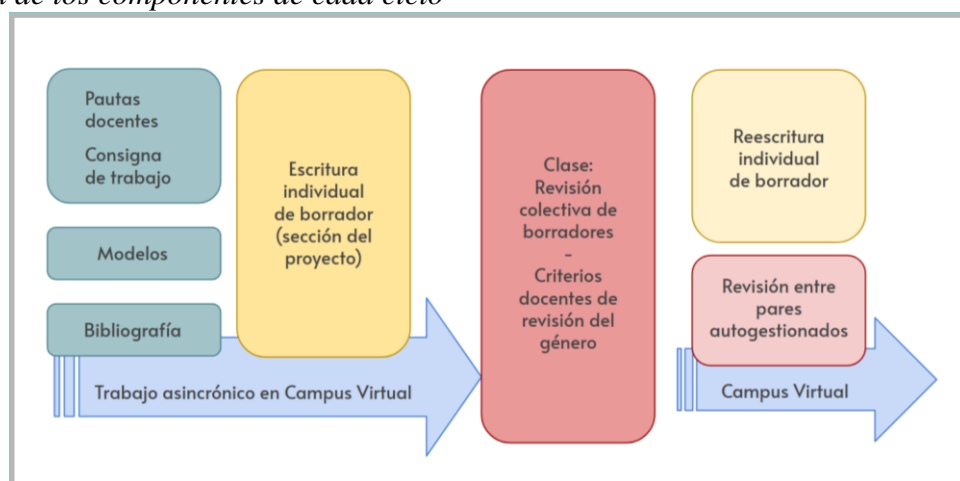 de los componentes de cada ciclo
Pautas
docentes
Consigna
de trabajo
Modelos
Bibliografía
Escritura
individual
de borrador
(sección del
proyecto)
Trabajo asincrónico en Campus Virtual
Clase:
Revisión
colectiva de
borradores
-
Criterios
docentes de
revisión del
género
Reescritura
individual
de borrador
Revisión entre
pares
autogestionados
Campus Virtual